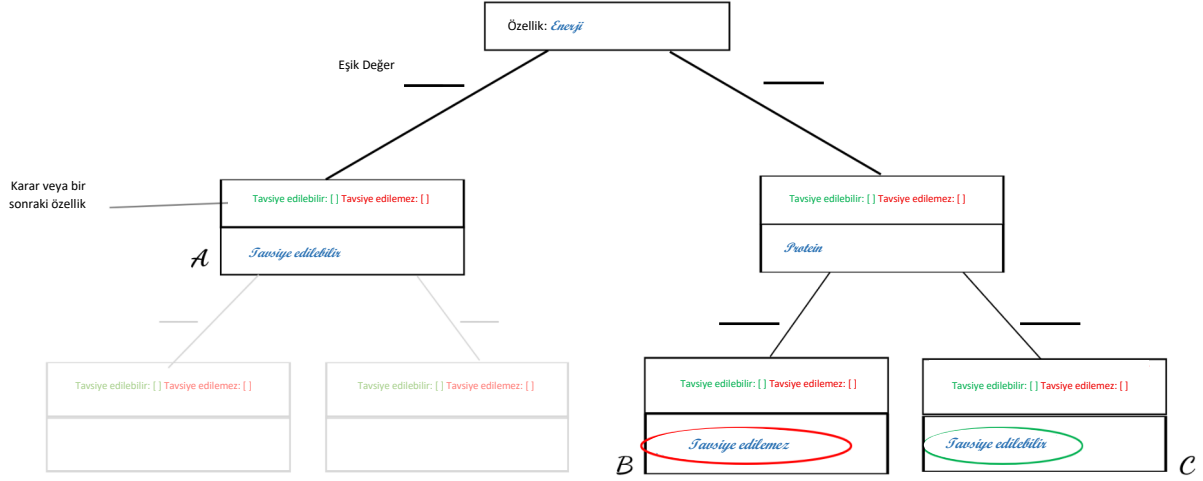 Özellik: Enerji
Eşik Değer
Karar veya bir
sonraki özellik
Tavsiye edilebilir: [ ] Tavsiye edilemez: [ ]
Tavsiye edilebilir: [ ] Tavsiye edilemez: [ ]
A
Tavsiye edilebilir
Protein
Tavsiye edilebilir: [ ] Tavsiye edilemez: [ ]
Tavsiye edilebilir: [ ] Tavsiye edilemez: [ ]
Tavsiye edilebilir: [ ] Tavsiye edilemez: [ ]
Tavsiye edilebilir: [ ] Tavsiye edilemez: [ ]
B
Tavsiye edilemez
Tavsiye edilebilir
C